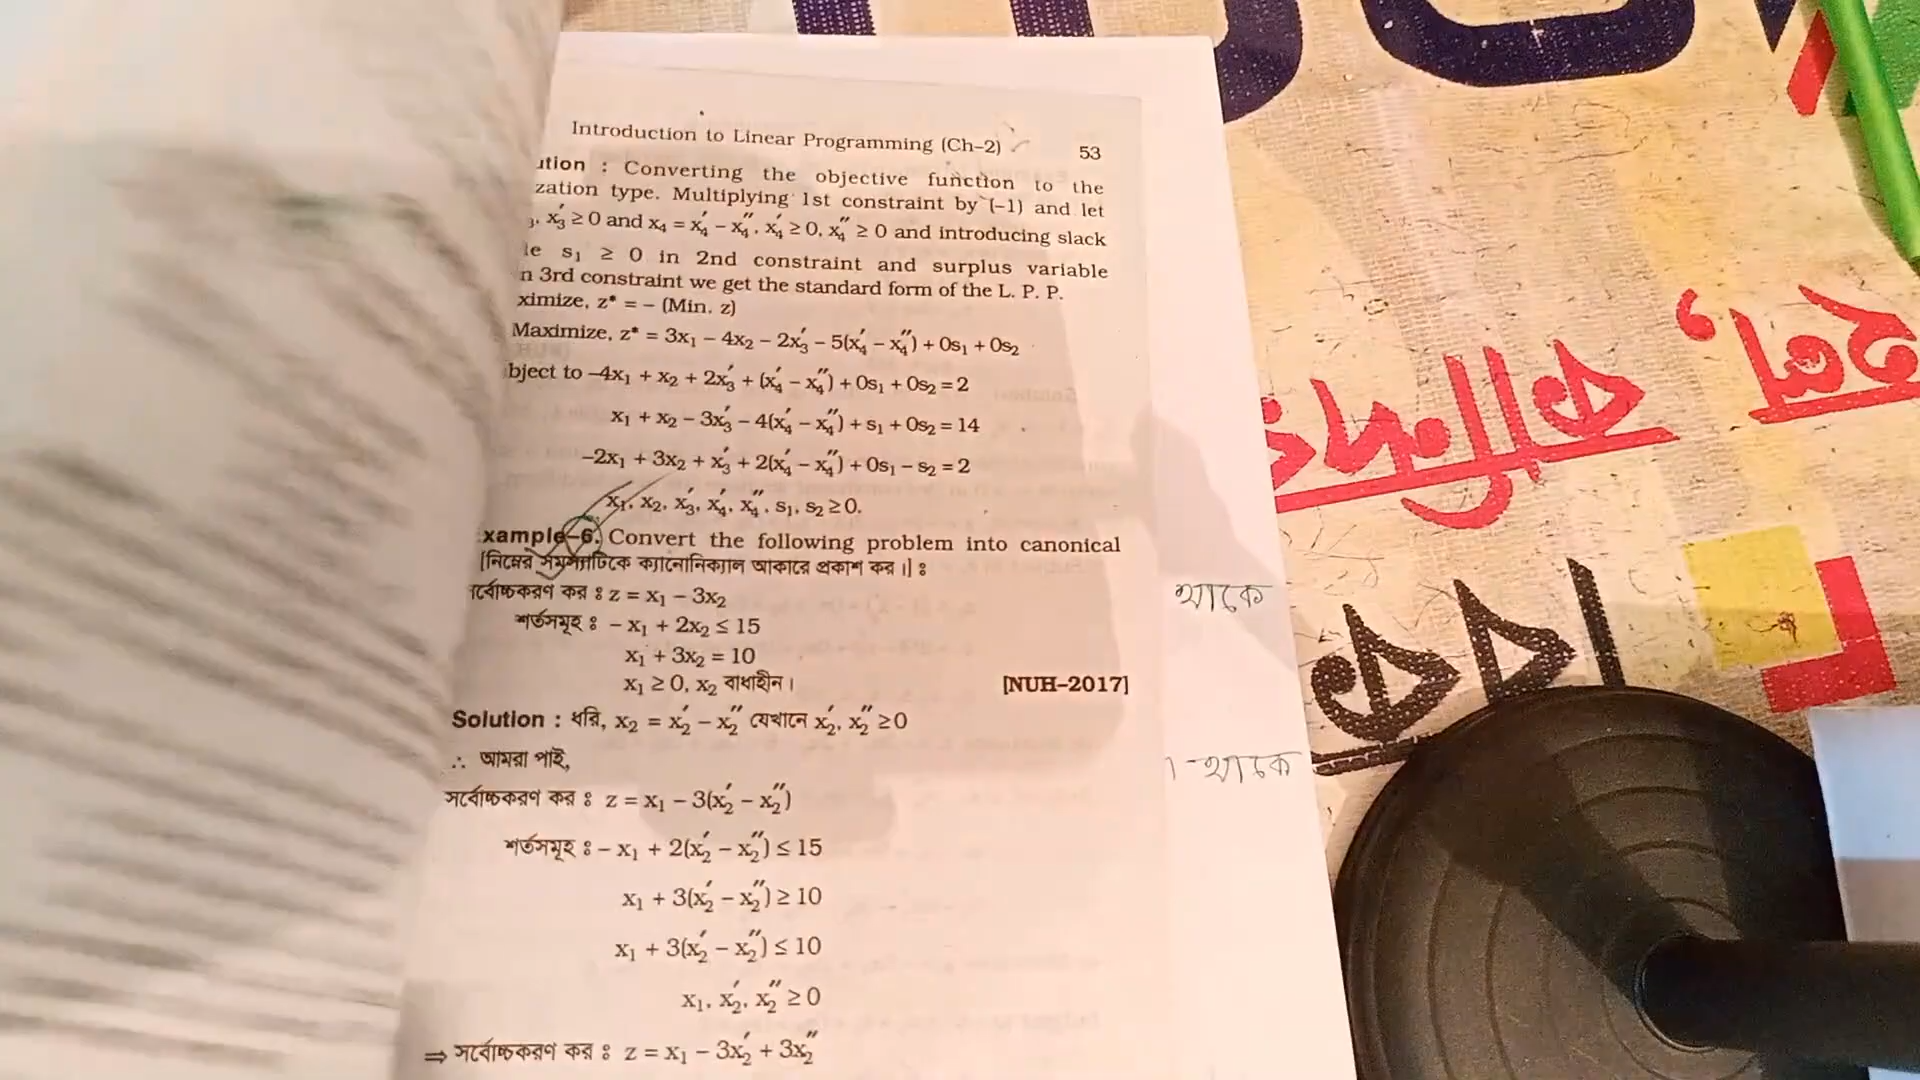 Introduction to Linear Programming (Ch–2) 53
ution : Converting the objective function to the
zation type. Multiplying 1st constraint by (–1) and let
3, x₃′ ≥ 0 and x₄ = x₄′ – x₄″, x₄′ ≥ 0, x₄″ ≥ 0 and introducing slack
le s₁ ≥ 0 in 2nd constraint and surplus variable
n 3rd constraint we get the standard form of the L. P. P.
ximize, z* = – (Min. z)
Maximize, z* = 3x₁ – 4x₂ – 2x₃′ – 5(x₄′ – x₄″) + 0s₁ + 0s₂
bject to –4x₁ + x₂ + 2x₃′ + (x₄′ – x₄″) + 0s₁ + 0s₂ = 2
x₁ + x₂ – 3x₃′ – 4(x₄′ – x₄″) + s₁ + 0s₂ = 14
–2x₁ + 3x₂ + x₃′ + 2(x₄′ – x₄″) + 0s₁ – s₂ = 2
x₁, x₂, x₃′, x₄′, x₄″, s₁, s₂ ≥ 0.
xample–6. Convert the following problem into canonical
[নিম্নের সমস্যাটিকে ক্যানোনিক্যাল আকারে প্রকাশ কর।] ঃ
র্বোচ্চকরণ কর ঃ z = x₁ – 3x₂
শর্তসমূহ ঃ – x₁ + 2x₂ ≤ 15
x₁ + 3x₂ = 10
x₁ ≥ 0, x₂ বাধাহীন। [NUH–2017]
Solution : ধরি, x₂ = x₂′ – x₂″ যেখানে x₂′, x₂″ ≥ 0
∴ আমরা পাই,
সর্বোচ্চকরণ কর ঃ z = x₁ – 3(x₂′ – x₂″)
শর্তসমূহ ঃ – x₁ + 2(x₂′ – x₂″) ≤ 15
x₁ + 3(x₂′ – x₂″) ≥ 10
x₁ + 3(x₂′ – x₂″) ≤ 10
x₁, x₂′, x₂″ ≥ 0
⇒ সর্বোচ্চকরণ কর ঃ z = x₁ – 3x₂′ + 3x₂″
থাকে
থাকে